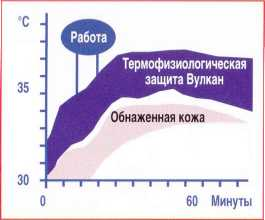 °C
Работа
Термофизиологическая
защита Вулкан
35
Обнаженная кожа
30
0
60 Минуты